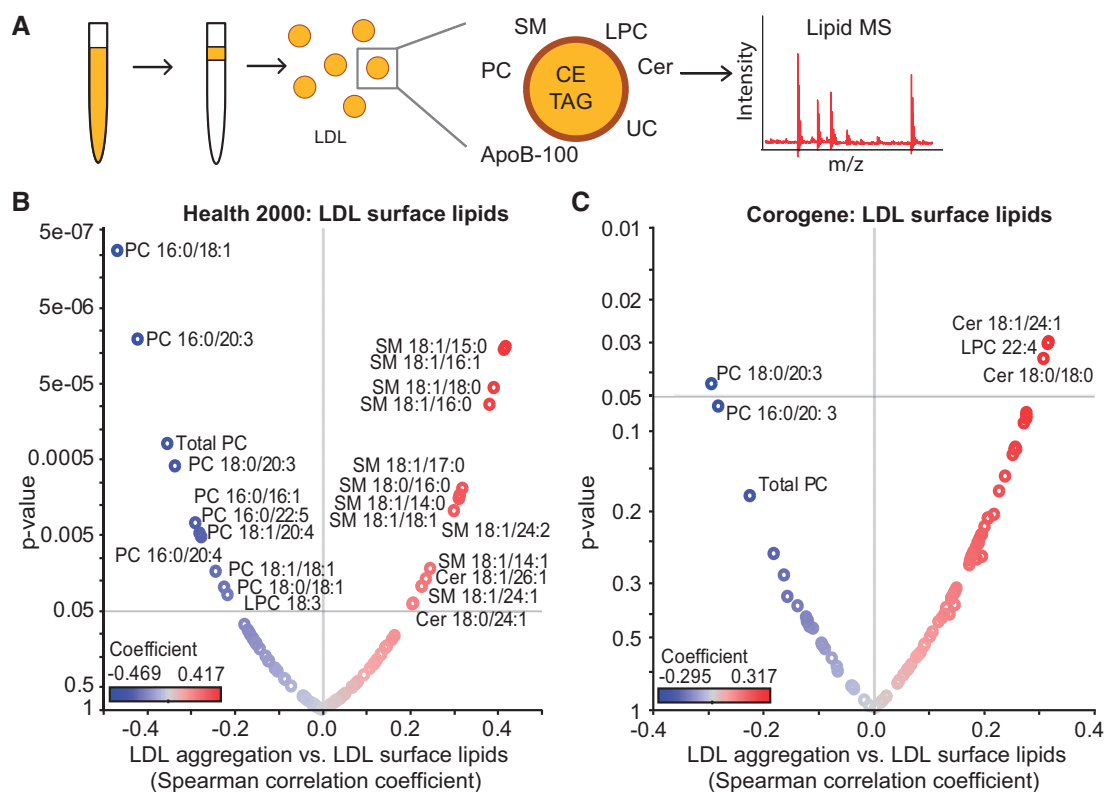 A
LDL
SM
LPC
PC
Cer
CE
TAG
UC
ApoB-100
Lipid MS
Intensity
m/z
B
Health 2000: LDL surface lipids
5e-07
5e-06
5e-05
0.0005
0.005
0.05
0.5
1
p-value
PC 16:0/18:1
PC 16:0/20:3
Total PC
PC 18:0/20:3
PC 16:0/16:1
PC 16:0/22:5
PC 18:1/20:4
PC 16:0/20:4
PC 18:1/18:1
PC 18:0/18:1
LPC 18:3
SM 18:1/15:0
SM 18:1/16:1
SM 18:1/18:0
SM 18:1/16:0
SM 18:1/17:0
SM 18:0/16:0
SM 18:1/14:0
SM 18:1/18:1
SM 18:1/24:2
SM 18:1/14:1
Cer 18:1/26:1
SM 18:1/24:1
Cer 18:0/24:1
Coefficient
-0.469 0.417
-0.4 -0.2 0.0 0.2 0.4
LDL aggregation vs. LDL surface lipids
(Spearman correlation coefficient)
C
Corogene: LDL surface lipids
0.01
0.02
0.03
0.05
0.1
0.2
0.3
0.5
1
p-value
Cer 18:1/24:1
LPC 22:4
Cer 18:0/18:0
PC 18:0/20:3
PC 16:0/20: 3
Total PC
Coefficient
-0.295 0.317
-0.4 -0.2 0.0 0.2 0.4
LDL aggregation vs. LDL surface lipids
(Spearman correlation coefficient)